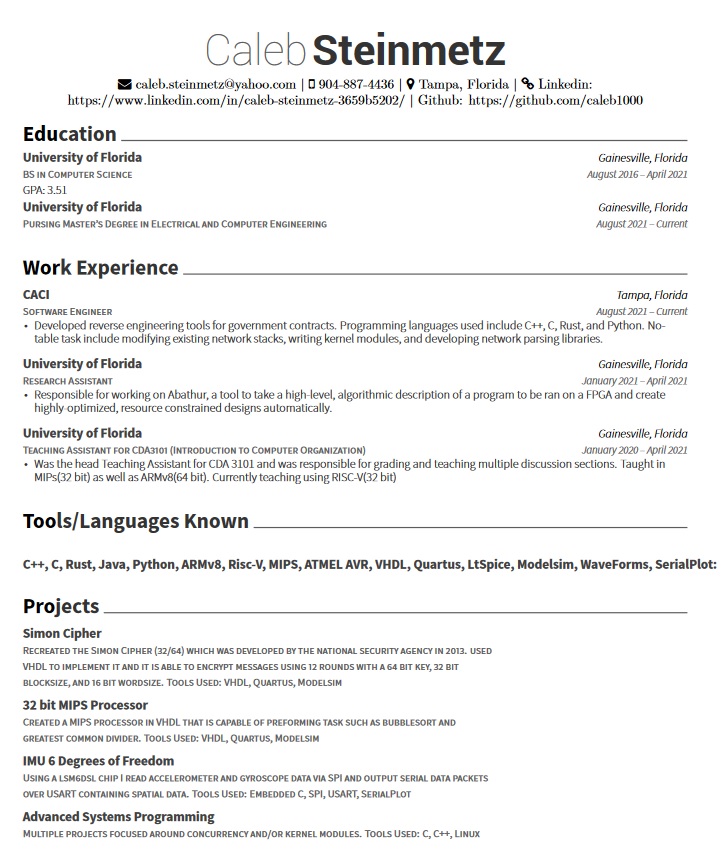 Caleb Steinmetz
caleb.steinmetz@yahoo.com | 904-887-4436 | Tampa, Florida | Linkedin:
https://www.linkedin.com/in/caleb-steinmetz-3659b5202/ | Github: https://github.com/caleb1000
Education
University of Florida Gainesville, Florida
BS in Computer Science August 2016 – April 2021
GPA: 3.51
University of Florida Gainesville, Florida
Pursing Master's Degree in Electrical and Computer Engineering August 2021 – Current
Work Experience
CACI Tampa, Florida
Software Engineer August 2021 – Current
• Developed reverse engineering tools for government contracts. Programming languages used include C++, C, Rust, and Python. No-
table task include modifying existing network stacks, writing kernel modules, and developing network parsing libraries.
University of Florida Gainesville, Florida
Research Assistant January 2021 – April 2021
• Responsible for working on Abathur, a tool to take a high-level, algorithmic description of a program to be ran on a FPGA and create
highly-optimized, resource constrained designs automatically.
University of Florida Gainesville, Florida
Teaching Assistant for CDA3101 (Introduction to Computer Organization) January 2020 – April 2021
• Was the head Teaching Assistant for CDA 3101 and was responsible for grading and teaching multiple discussion sections. Taught in
MIPs(32 bit) as well as ARMv8(64 bit). Currently teaching using RISC-V(32 bit)
Tools/Languages Known
C++, C, Rust, Java, Python, ARMv8, Risc-V, MIPS, ATMEL AVR, VHDL, Quartus, LtSpice, Modelsim, WaveForms, SerialPlot:
Projects
Simon Cipher
Recreated the Simon Cipher (32/64) which was developed by the national security agency in 2013. used
VHDL to implement it and it is able to encrypt messages using 12 rounds with a 64 bit key, 32 bit
blocksize, and 16 bit wordsize. Tools Used: VHDL, Quartus, Modelsim
32 bit MIPS Processor
Created a MIPS processor in VHDL that is capable of preforming task such as bubblesort and
greatest common divider. Tools Used: VHDL, Quartus, Modelsim
IMU 6 Degrees of Freedom
Using a lsm6dsl chip I read accelerometer and gyroscope data via SPI and output serial data packets
over USART containing spatial data. Tools Used: Embedded C, SPI, USART, SerialPlot
Advanced Systems Programming
Multiple projects focused around concurrency and/or kernel modules. Tools Used: C, C++, Linux